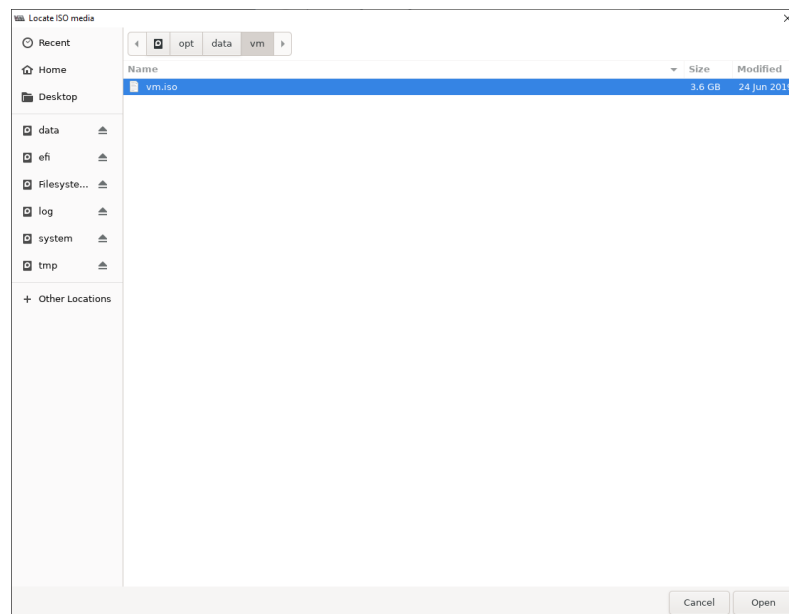 Locate ISO media
Recent
Home
Desktop
data
efi
Filesyste...
log
system
tmp
+ Other Locations
opt data vm
Name Size Modified
vm.iso 3.6 GB 24 Jun 2019
Cancel Open